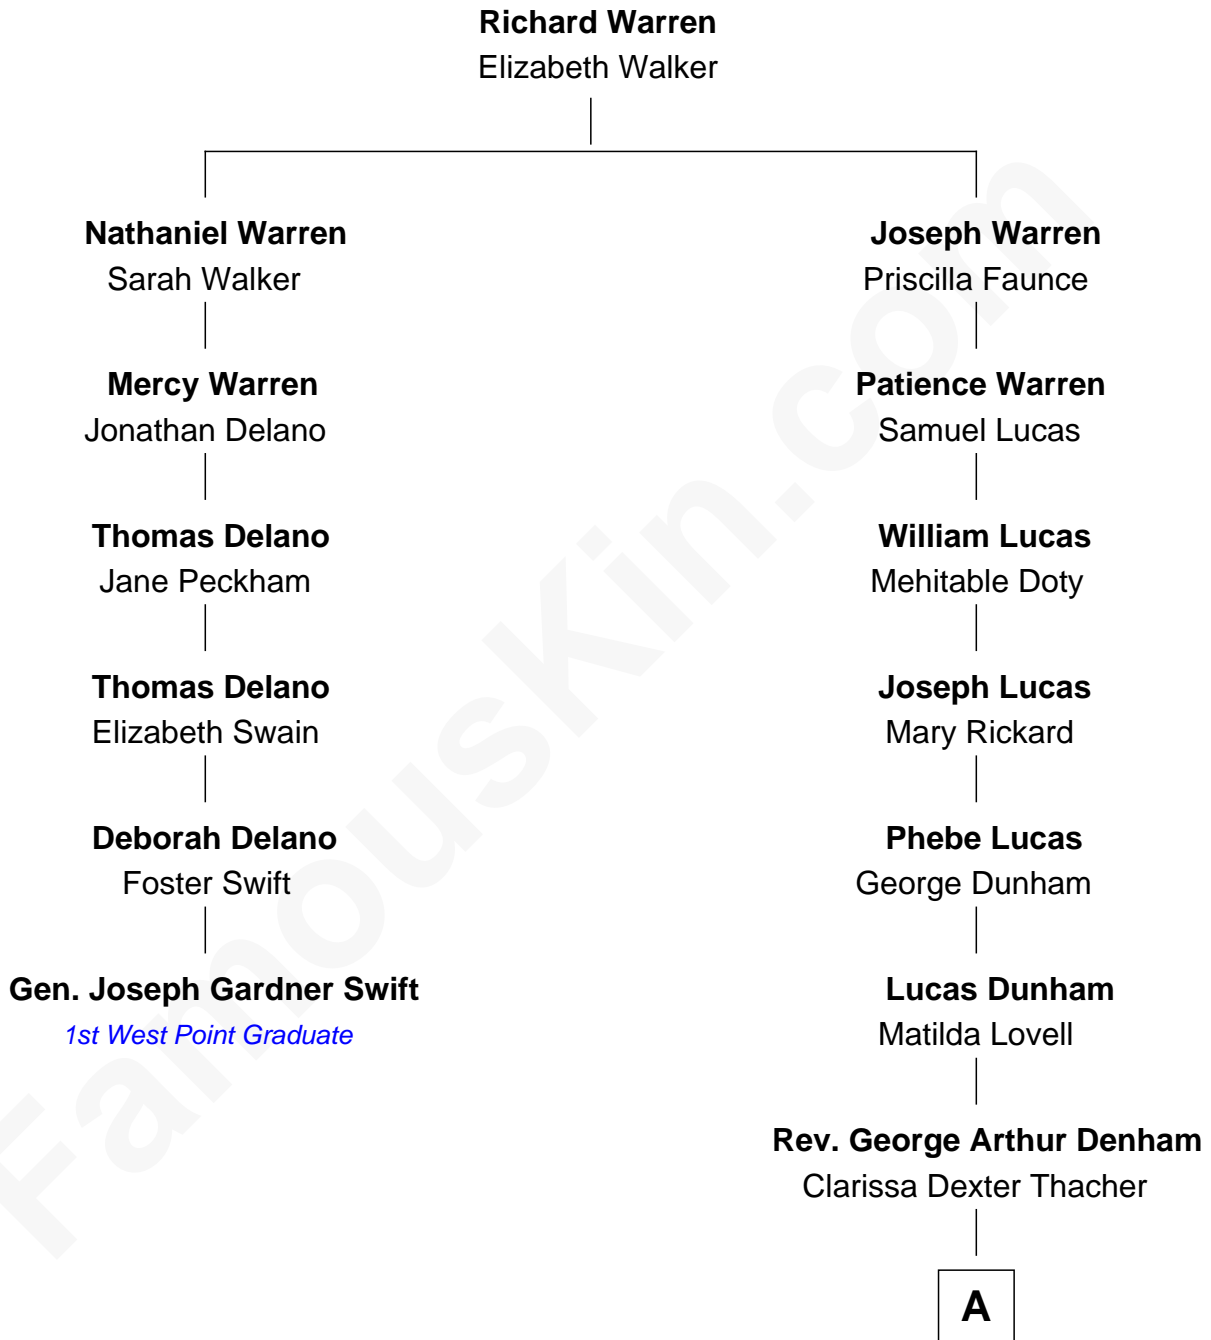 Richard Warren
Elizabeth Walker
Nathaniel Warren
Sarah Walker
Mercy Warren
Jonathan Delano
Thomas Delano
Jane Peckham
Thomas Delano
Elizabeth Swain
Deborah Delano
Foster Swift
Gen. Joseph Gardner Swift
1st West Point Graduate
Joseph Warren
Priscilla Faunce
Patience Warren
Samuel Lucas
William Lucas
Mehitable Doty
Joseph Lucas
Mary Rickard
Phebe Lucas
George Dunham
Lucas Dunham
Matilda Lovell
Rev. George Arthur Denham
Clarissa Dexter Thacher
A
FamousKin.com